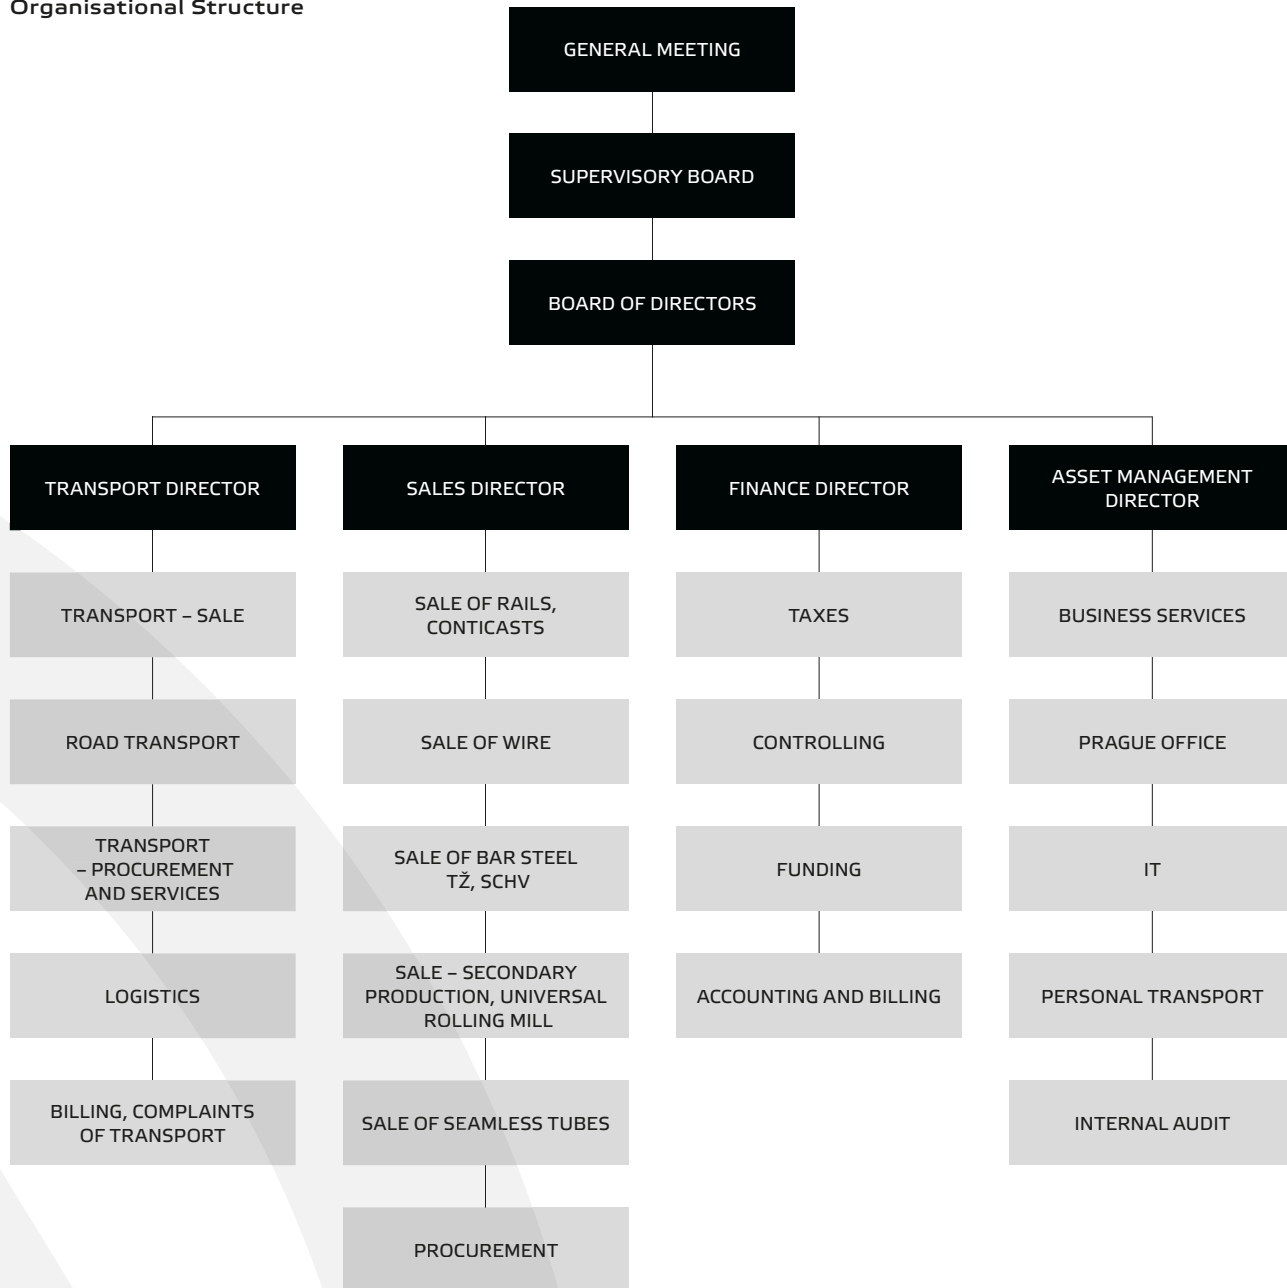 Organisational Structure
GENERAL MEETING
SUPERVISORY BOARD
BOARD OF DIRECTORS
TRANSPORT DIRECTOR
TRANSPORT – SALE
ROAD TRANSPORT
TRANSPORT
– PROCUREMENT
AND SERVICES
LOGISTICS
BILLING, COMPLAINTS
OF TRANSPORT
SALES DIRECTOR
SALE OF RAILS,
CONTICASTS
SALE OF WIRE
SALE OF BAR STEEL
TŽ, SCHV
SALE – SECONDARY
PRODUCTION, UNIVERSAL
ROLLING MILL
SALE OF SEAMLESS TUBES
PROCUREMENT
FINANCE DIRECTOR
TAXES
CONTROLLING
FUNDING
ACCOUNTING AND BILLING
ASSET MANAGEMENT
DIRECTOR
BUSINESS SERVICES
PRAGUE OFFICE
IT
PERSONAL TRANSPORT
INTERNAL AUDIT